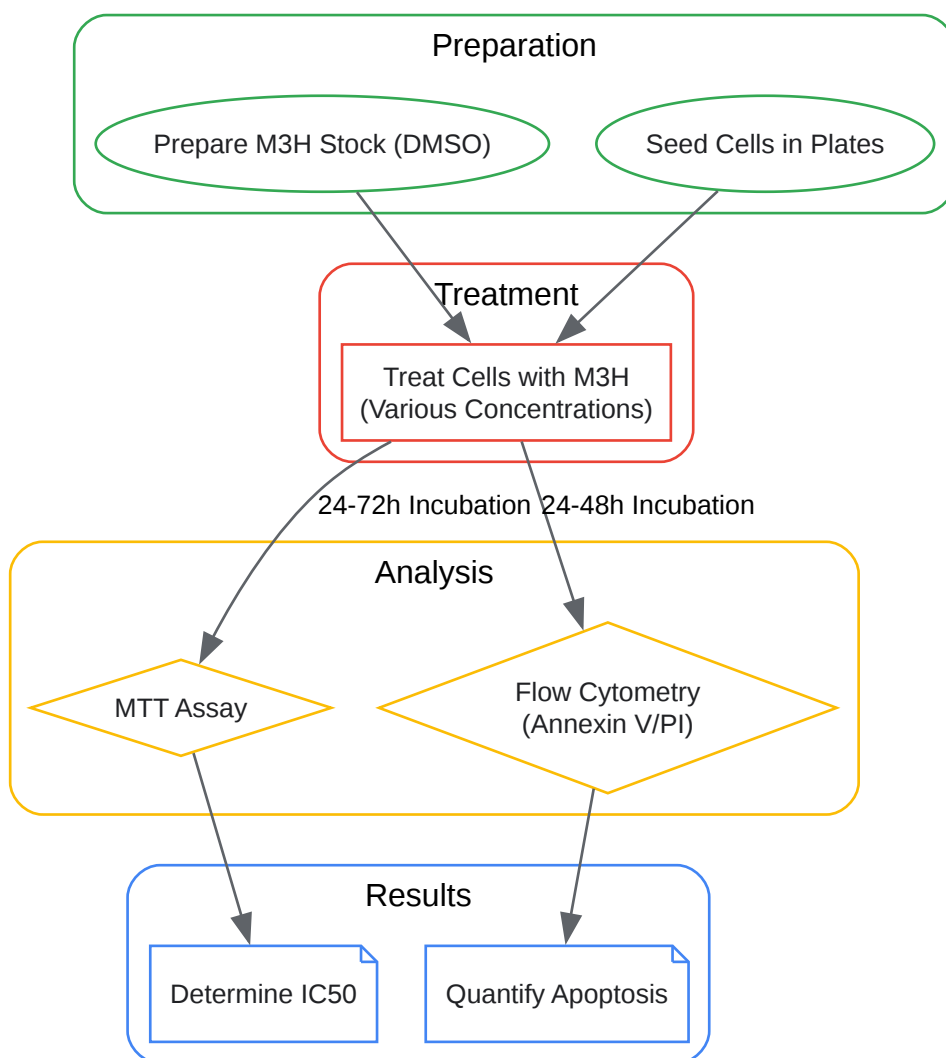 Preparation
Prepare M3H Stock (DMSO)
Seed Cells in Plates
Treatment
Treat Cells with M3H
(Various Concentrations)
24-72h Incubation
24-48h Incubation
Analysis
MTT Assay
Flow Cytometry
(Annexin V/PI)
Results
Determine IC50
Quantify Apoptosis